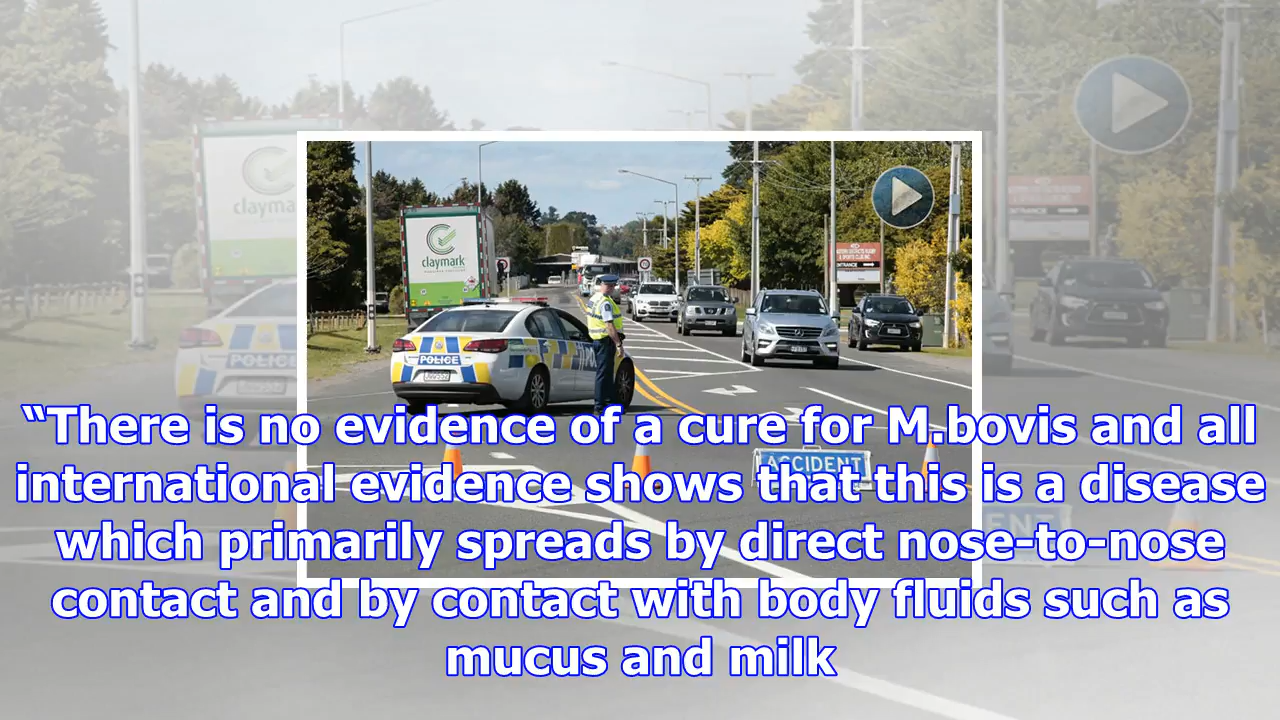 claymark
ENTRANCE
POLICE
ACCIDENT
“There is no evidence of a cure for M.bovis and all
international evidence shows that this is a disease
which primarily spreads by direct nose-to-nose
contact and by contact with body fluids such as
mucus and milk